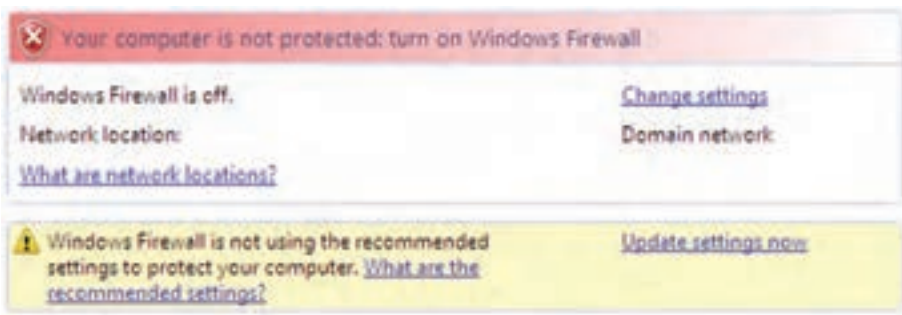 Your computer is not protected: turn on Windows Firewall
Windows Firewall is off. Change settings
Network location: Domain network
What are network locations?
Windows Firewall is not using the recommended Update settings now
settings to protect your computer. What are the
recommended settings?